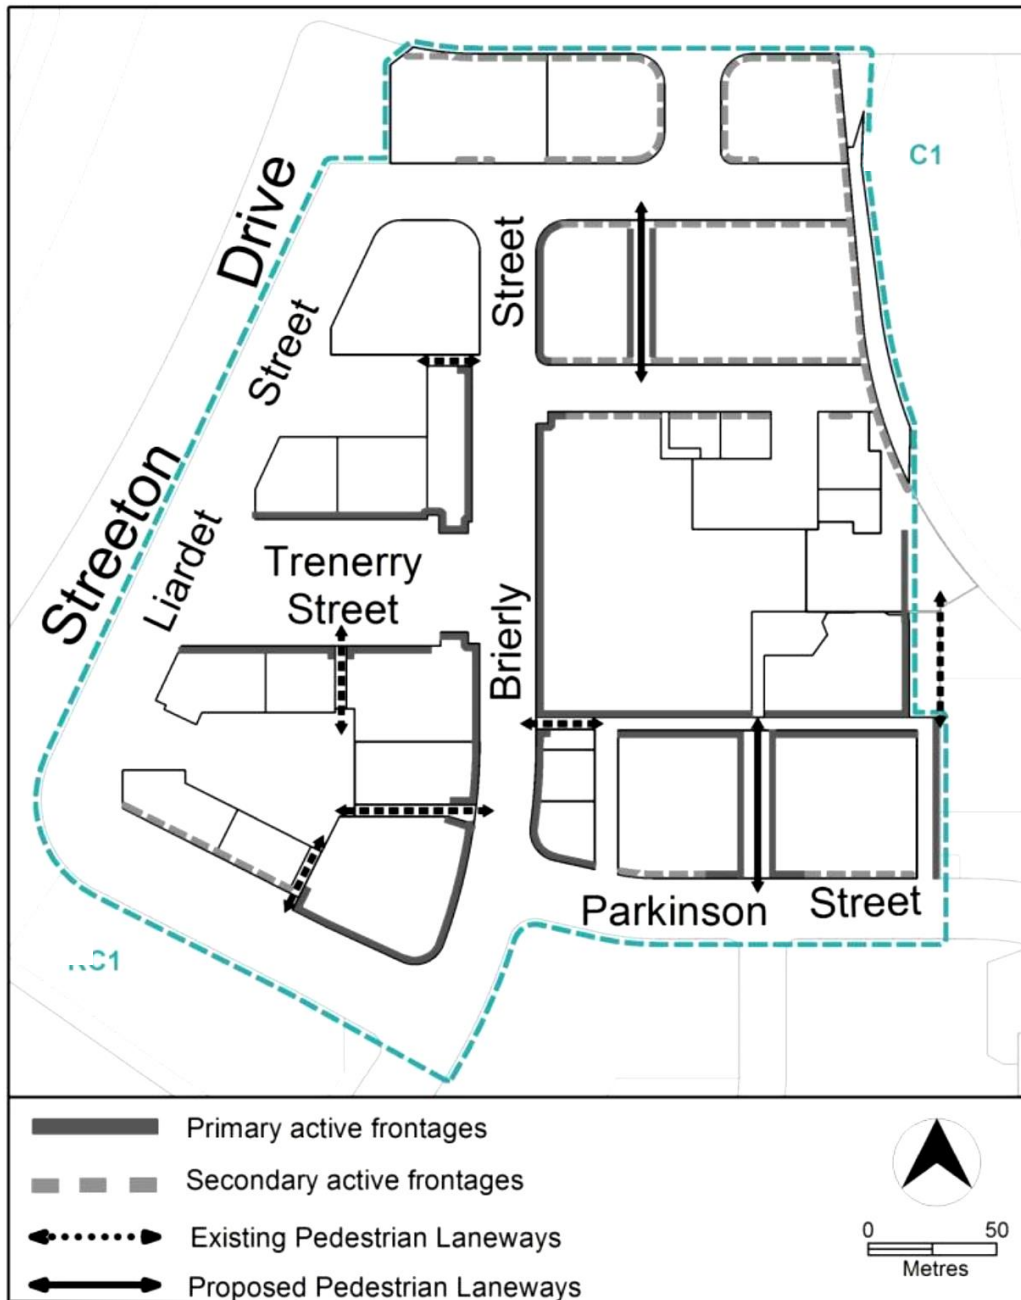 C1
Drive
Street
Street
Streeton
Liardet
Trenerry
Street
Brierly
Parkinson Street
C1
Primary active frontages
Secondary active frontages
Existing Pedestrian Laneways
Proposed Pedestrian Laneways
0 50
Metres